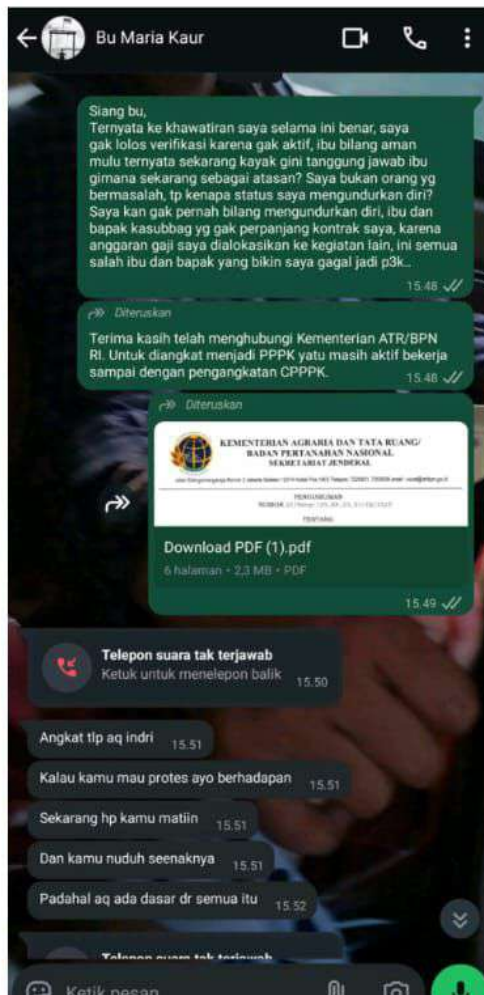 Bu Maria Kaur
Siang bu,
Ternyata ke khawatiran saya selama ini benar, saya
gak lolos verifikasi karena gak aktif, ibu bilang aman
mulu ternyata sekarang kayak gini tanggung jawab ibu
gimana sekarang sebagai atasan? Saya bukan orang yg
bermasalah, tp kenapa status saya mengundurkan diri?
Saya kan gak pernah bilang mengundurkan diri, ibu dan
bapak kasubbag yg gak perpanjang kontrak saya, karena
anggaran gaji saya dialokasikan ke kegiatan lain, ini semua
salah ibu dan bapak yang bikin saya gagal jadi p3k..
15.48
Diteruskan
Terima kasih telah menghubungi Kementerian ATR/BPN
RI. Untuk diangkat menjadi PPPK yatu masih aktif bekerja
sampai dengan pengangkatan CPPPK.
15.48
Diteruskan
KEMENTERIAN AGRARIA DAN TATA RUANG/
BADAN PERTANAHAN NASIONAL
SEKRETARIAT JENDERAL
PENGUMUMAN
NOMOR
TENTANG
Download PDF (1).pdf
6 halaman • 2,3 MB • PDF
15.49
Telepon suara tak terjawab
Ketuk untuk menelepon balik 15.50
Angkat tlp aq indri 15.51
Kalau kamu mau protes ayo berhadapan 15.51
Sekarang hp kamu matiin 15.51
Dan kamu nuduh seenaknya 15.51
Padahal aq ada dasar dr semua itu 15.52
Telepon suara tak terjawab
Ketik pesan